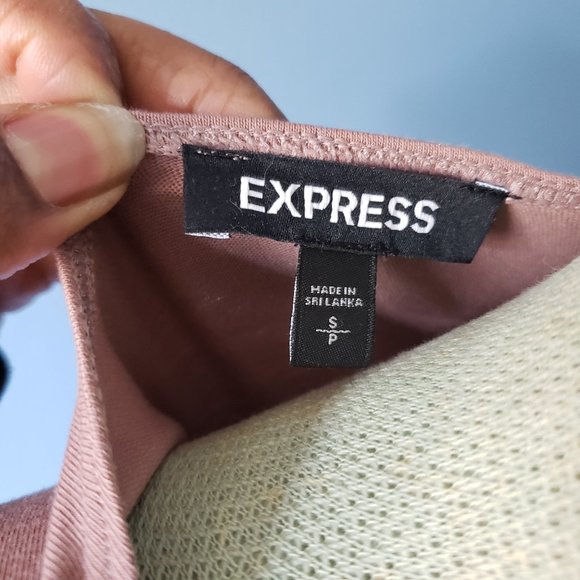 EXPRESS
MADE IN
SRI LANKA
S
P